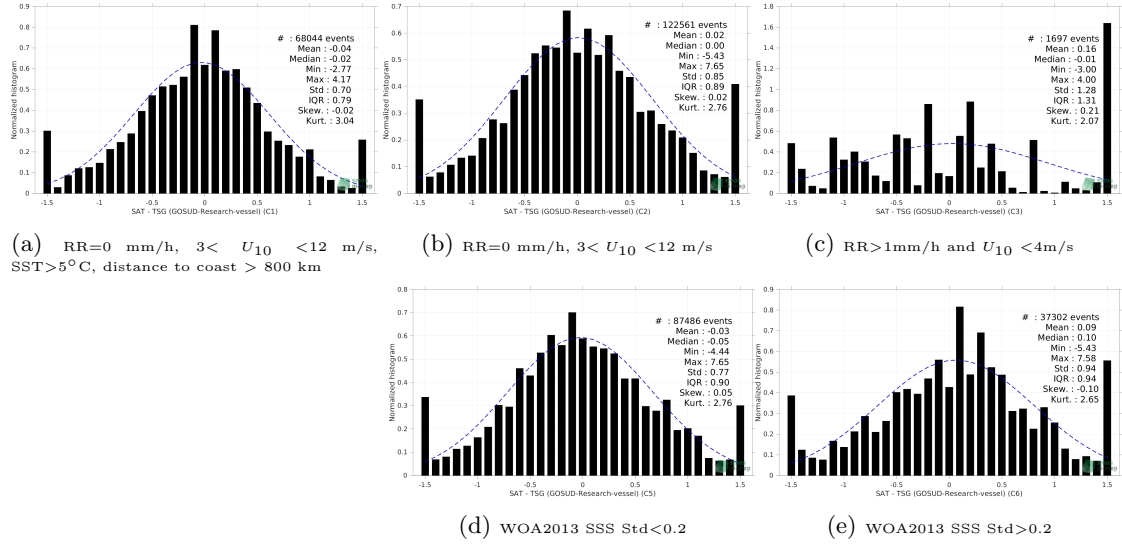 Normalized histogram
0.9
0.8
0.7
0.6
0.5
0.4
0.3
0.2
0.1
0
-1.5
-1
-0.5
0
0.5
1
1.5
# : 68044 events
Mean : -0.04
Median : -0.02
Min : -2.77
Max : 4.17
Std : 0.70
IQR : 0.79
Skew. : -0.02
Kurt. : 3.04
SAT - TSG (GOSUD-Research-vessel) (C1)
(a) RR=0 mm/h, 3< U10 <12 m/s,
SST>5°C, distance to coast > 800 km
Normalized histogram
0.7
0.6
0.5
0.4
0.3
0.2
0.1
0
-1.5
-1
-0.5
0
0.5
1
1.5
# : 122561 events
Mean : 0.02
Median : 0.00
Min : -5.43
Max : 7.65
Std : 0.85
IQR : 0.89
Skew. : 0.02
Kurt. : 2.76
SAT - TSG (GOSUD-Research-vessel) (C2)
(b) RR=0 mm/h, 3< U10 <12 m/s
Normalized histogram
1.8
1.6
1.4
1.2
1
0.8
0.6
0.4
0.2
0
-1.5
-1
-0.5
0
0.5
1
1.5
# : 1697 events
Mean : 0.16
Median : -0.01
Min : -3.00
Max : 4.00
Std : 1.28
IQR : 1.31
Skew. : 0.21
Kurt. : 2.07
SAT - TSG (GOSUD-Research-vessel) (C3)
(c) RR>1mm/h and U10 <4m/s
Normalized histogram
0.8
0.7
0.6
0.5
0.4
0.3
0.2
0.1
0
-1.5
-1
-0.5
0
0.5
1
1.5
# : 87486 events
Mean : -0.03
Median : -0.05
Min : -4.44
Max : 7.65
Std : 0.77
IQR : 0.90
Skew. : 0.05
Kurt. : 2.76
SAT - TSG (GOSUD-Research-vessel) (C5)
(d) WOA2013 SSS Std<0.2
Normalized histogram
0.9
0.8
0.7
0.6
0.5
0.4
0.3
0.2
0.1
0
-1.5
-1
-0.5
0
0.5
1
1.5
# : 37302 events
Mean : 0.09
Median : 0.10
Min : -5.43
Max : 7.58
Std : 0.94
IQR : 0.94
Skew. : -0.10
Kurt. : 2.65
SAT - TSG (GOSUD-Research-vessel) (C6)
(e) WOA2013 SSS Std>0.2